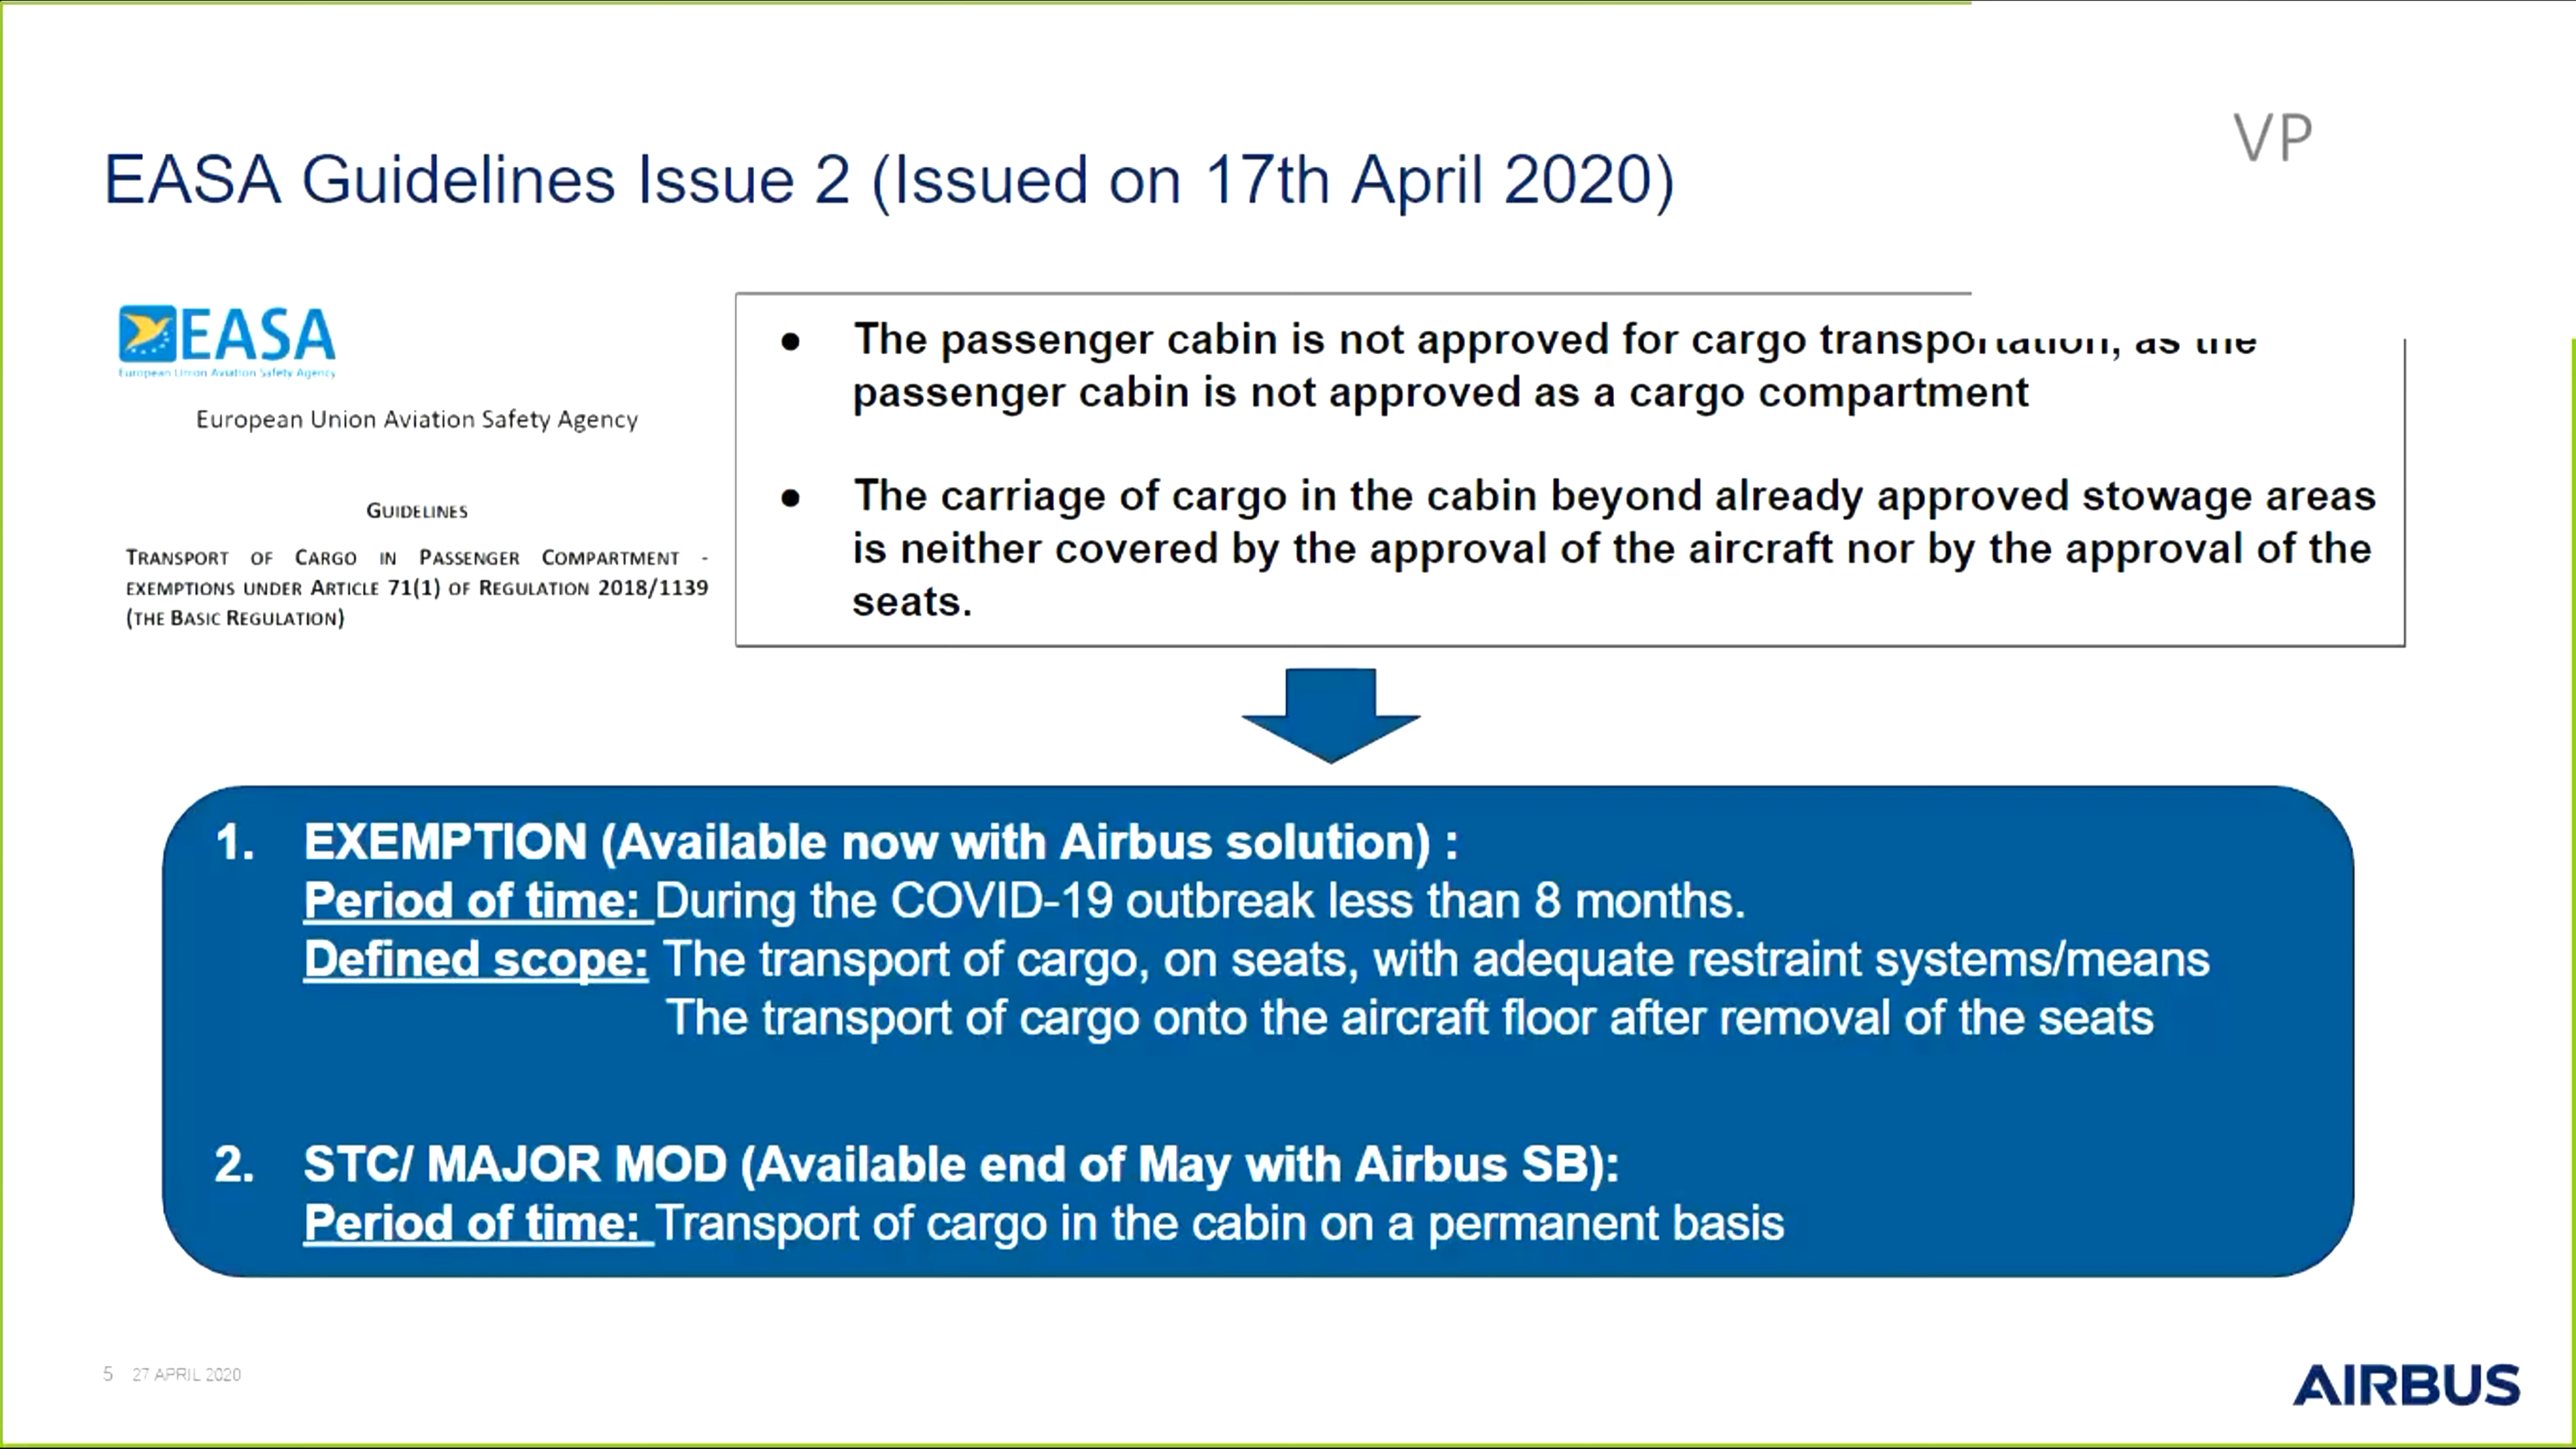 VP
EASA Guidelines Issue 2 (Issued on 17th April 2020)
EASA
European Union Aviation Safety Agency
European Union Aviation Safety Agency
GUIDELINES
TRANSPORT OF CARGO IN PASSENGER COMPARTMENT -
EXEMPTIONS UNDER ARTICLE 71(1) OF REGULATION 2018/1139
(THE BASIC REGULATION)
● The passenger cabin is not approved for cargo transportation, as the
passenger cabin is not approved as a cargo compartment
● The carriage of cargo in the cabin beyond already approved stowage areas
is neither covered by the approval of the aircraft nor by the approval of the
seats.
1. EXEMPTION (Available now with Airbus solution) :
Period of time: During the COVID-19 outbreak less than 8 months.
Defined scope: The transport of cargo, on seats, with adequate restraint systems/means
The transport of cargo onto the aircraft floor after removal of the seats
2. STC/ MAJOR MOD (Available end of May with Airbus SB):
Period of time: Transport of cargo in the cabin on a permanent basis
5 27 APRIL 2020
AIRBUS